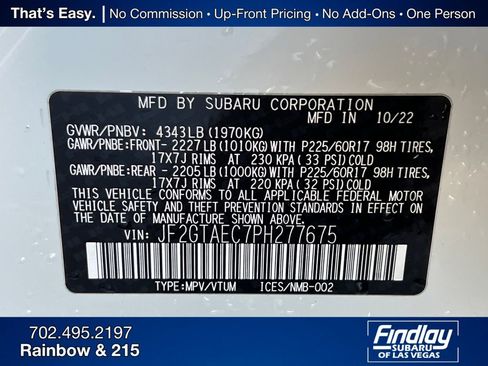 That's Easy. | No Commission • Up-Front Pricing • No Doc Fee • One Person
MFD BY SUBARU CORPORATION 10/22
GVWR/PNBV: 4343LB (1970KG)
GAWR/PNBE:FRONT- 2227LB(1010KG)WITH P225/60R17 98H TIRES,
17X7J RIMS AT 230 KPA ( 33 PSI)COLD
GAWR/PNBE:REAR - 2205LB(1000KG)WITH P225/60R17 98H TIRES,
17X7J RIMS AT 220 KPA ( 32 PSI)COLD
THIS VEHICLE CONFORMS TO ALL APPLICABLE FEDERAL MOTOR
VEHICLE SAFETY, BUMPER, AND THEFT PREVENTION STANDARDS
IN EFFECT ON THE DATE OF MANUFACTURE SHOWN ABOVE.
VIN: JF2GTAEC7PH277675
TYPE:MPV/VTUM ICES/NMB-002
702.495.2197
Rainbow & 215
Findlay
SUBARU
OF LAS VEGAS